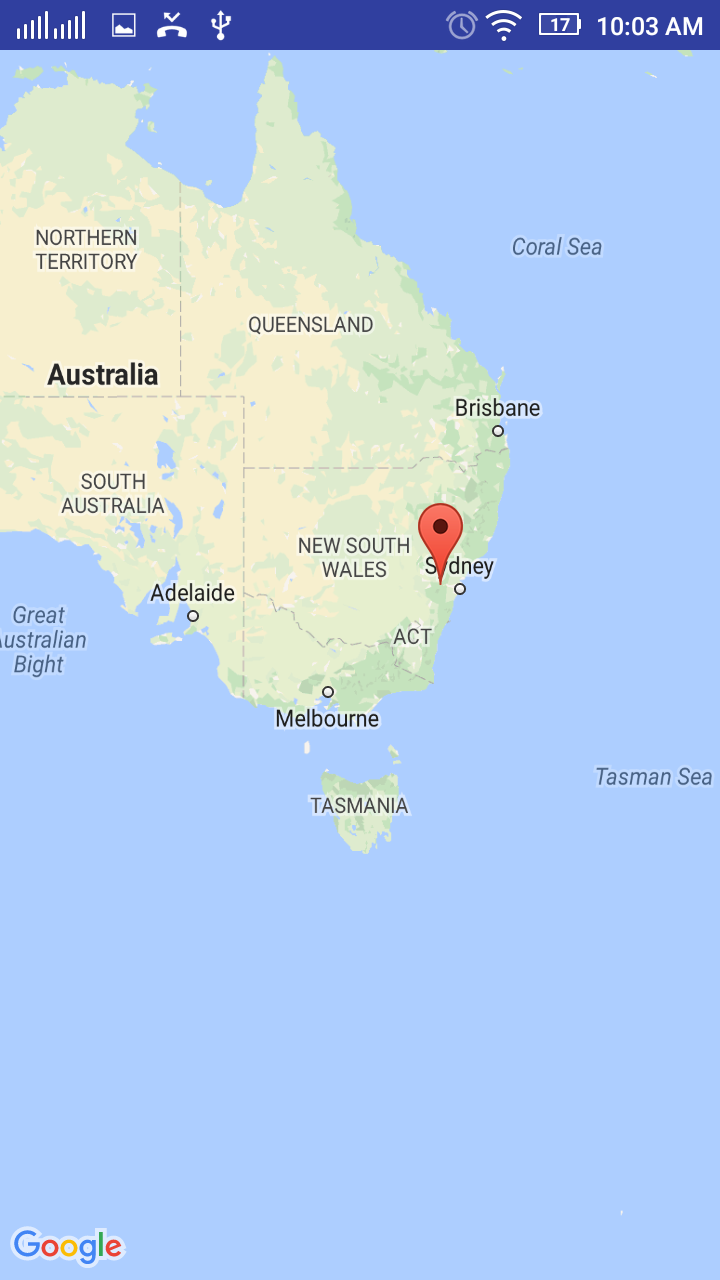 17 10:03 AM
NORTHERN
TERRITORY
Coral Sea
QUEENSLAND
Australia
Brisbane
SOUTH
AUSTRALIA
NEW SOUTH
WALES
Sydney
Adelaide
Great
Australian
Bight
ACT
Melbourne
Tasman Sea
TASMANIA
Google